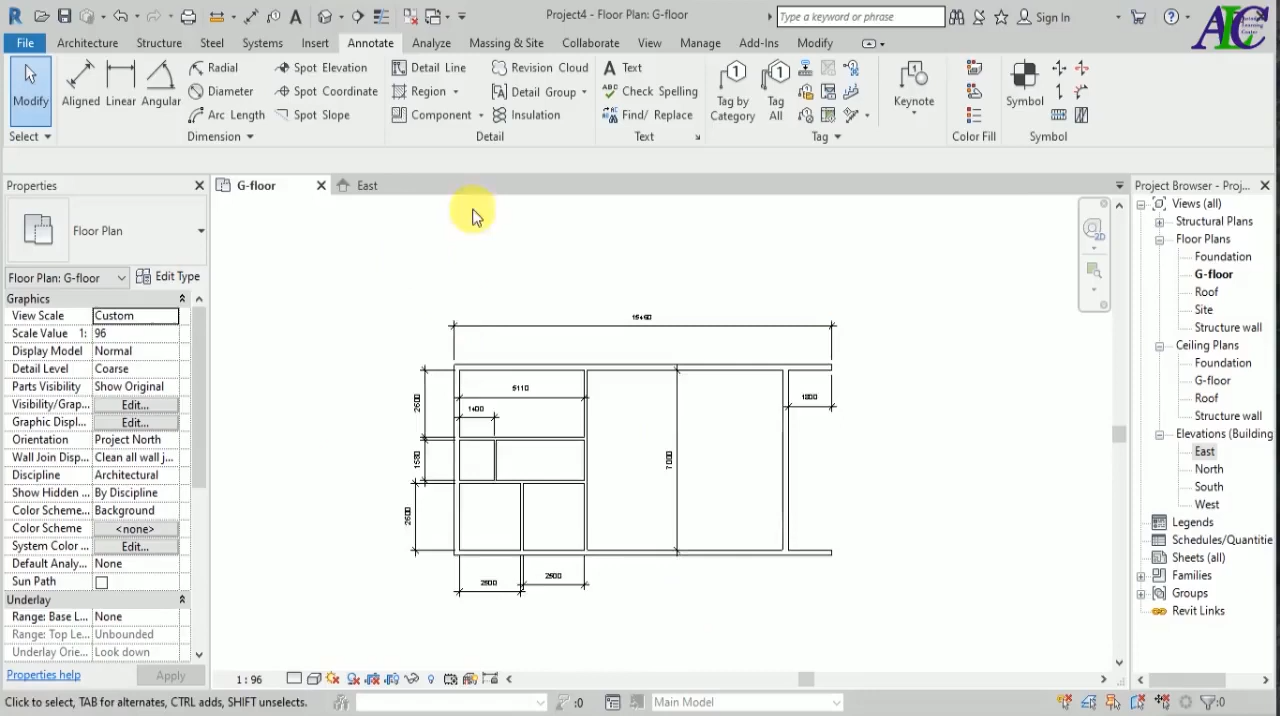 Project4 - Floor Plan: G-floor
Type a keyword or phrase
Sign In
ALC
File Architecture Structure Steel Systems Insert Annotate Analyze Massing & Site Collaborate View Manage Add-Ins Modify
Modify
Select
Aligned Linear Angular
Radial
Diameter
Arc Length
Dimension
Spot Elevation
Spot Coordinate
Spot Slope
Detail Line
Region
Component
Revision Cloud
Detail Group
Insulation
Detail
Text
Check Spelling
Find/ Replace
Text
Tag by Category
Tag All
Tag
Keynote
Color Fill
Symbol
Symbol
Properties
Floor Plan
Floor Plan: G-floor
Edit Type
Graphics
View Scale Custom
Scale Value 1: 96
Display Model Normal
Detail Level Coarse
Parts Visibility Show Original
Visibility/Grap... Edit...
Graphic Displ... Edit...
Orientation Project North
Wall Join Disp... Clean all wall j...
Discipline Architectural
Show Hidden ... By Discipline
Color Scheme... Background
Color Scheme <none>
System Color ... Edit...
Default Analy... None
Sun Path
Underlay
Range: Base L... None
Range: Top Le... Unbounded
Underlay Orie... Look down
Properties help
Apply
G-floor
East
5110
1400
2600
1800
7000
2500
2500
2500
1 : 96
Project Browser - Proj...
Views (all)
Structural Plans
Floor Plans
Foundation
G-floor
Roof
Site
Structure wall
Ceiling Plans
Foundation
G-floor
Roof
Structure wall
Elevations (Building
East
North
South
West
Legends
Schedules/Quantitie
Sheets (all)
Families
Groups
Revit Links
Click to select, TAB for alternates, CTRL adds, SHIFT unselects.
:0
Main Model
:0